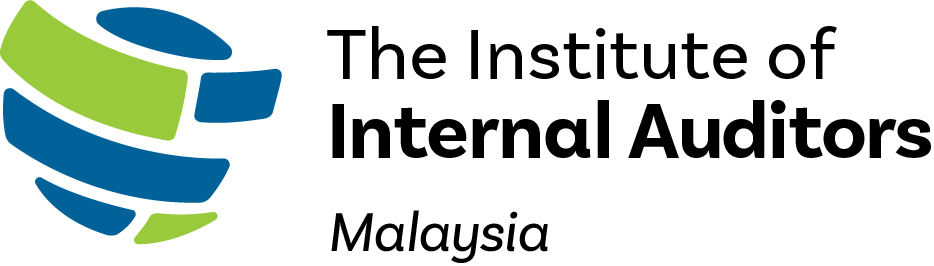 The Institute of
Internal Auditors
Malaysia